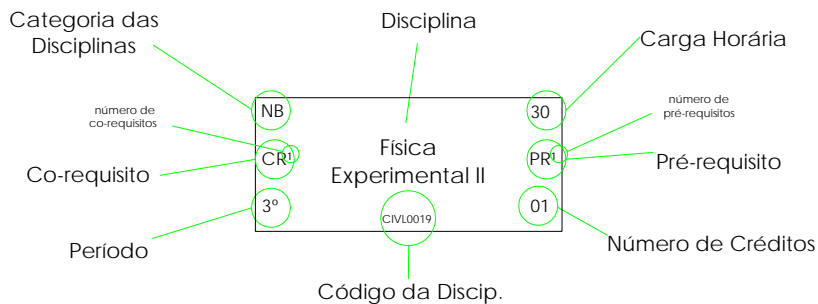 Categoria das
Disciplinas
Disciplina
Carga Horária
número de
co-requisitos
NB
30
número de
pré-requisitos
Co-requisito
CR¹
Física
Experimental II
PR¹
Pré-requisito
3º
CIVL0019
01
Período
Número de Créditos
Código da Discip.